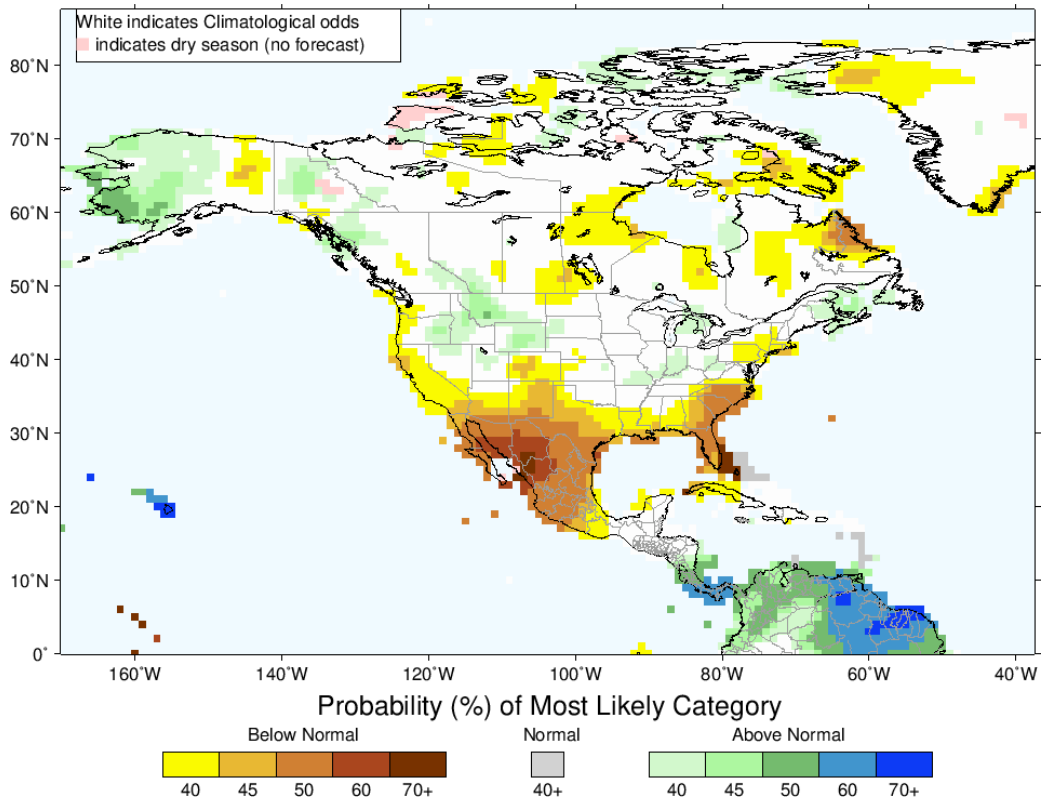 White indicates Climatological odds
indicates dry season (no forecast)
80˚N
70˚N
60˚N
50˚N
40˚N
30˚N
20˚N
10˚N
0˚
160˚W 140˚W 120˚W 100˚W 80˚W 60˚W 40˚W
Probability (%) of Most Likely Category
Below Normal Normal Above Normal
40 45 50 60 70+ 40+ 40 45 50 60 70+